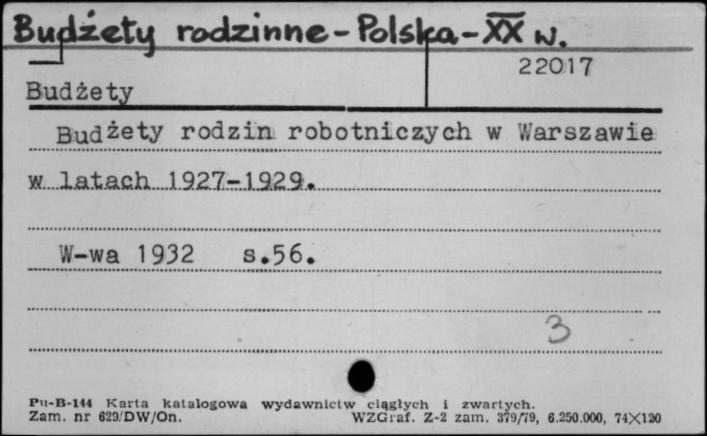 Budżety rodzinne - Polska - XX w.
22017
Budżety
Budżety rodzin robotniczych w Warszawie
w latach 1927-1929.
W-wa 1932 s.56.
3
Pu-B-144 Karta katalogowa wydawnictw ciągłych i zwartych.
Zam. nr 629/DW/On. WZGraf. Z-2 zam. 379/79, 6.250.000, 74X120